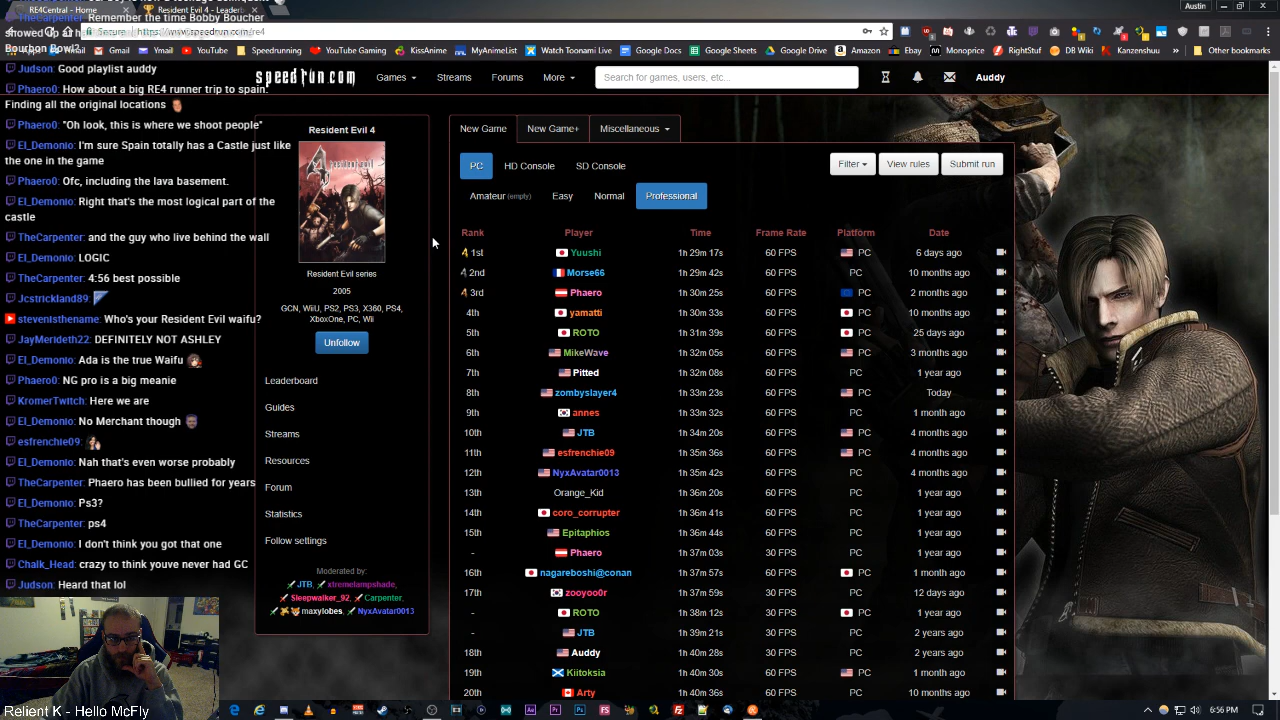 RE4Central - Home
Resident Evil 4 - Leaderb
Austin
TheCarpenter: Remember the time Bobby Boucher
showed
Bourbon Bowl?
Secure
https://www.speedrun.com/re4
Gmail
Ymail
YouTube
Speedrunning
YouTube Gaming
KissAnime
MyAnimeList
Watch Toonami Live
Google Docs
Google Sheets
Google Drive
Amazon
Ebay
Monoprice
RightStuf
DB Wiki
Kanzenshuu
»
Other bookmarks
Judson: Good playlist auddy
Phaero0: How about a big RE4 runner trip to spain.
Finding all the original locations
Phaero0: "Oh look, this is where we shoot people"
El_Demonio: I'm sure Spain totally has a Castle just like
the one in the game
Phaero0: Ofc, including the lava basement.
El_Demonio: Right that's the most logical part of the
castle
TheCarpenter: and the guy who live behind the wall
El_Demonio: LOGIC
TheCarpenter: 4:56 best possible
Jcstrickland89:
stevenisthename: Who's your Resident Evil waifu?
JayMerideth22: DEFINITELY NOT ASHLEY
El_Demonio: Ada is the true Waifu
Phaero0: NG pro is a big meanie
KromerTwitch: Here we are
El_Demonio: No Merchant though
esfrenchie09:
El_Demonio: Nah that's even worse probably
TheCarpenter: Phaero has been bullied for years
El_Demonio: Ps3?
TheCarpenter: ps4
El_Demonio: I don't think you got that one
Chalk_Head: crazy to think youve never had GC
Judson: Heard that lol
Relient K - Hello McFly
speedrun.com
Games
Streams
Forums
More
Search for games, users, etc...
Auddy
Resident Evil 4
4 resident evil
Resident Evil series
2005
GCN, WiiU, PS2, PS3, X360, PS4,
XboxOne, PC, Wii
Unfollow
Leaderboard
Guides
Streams
Resources
Forum
Statistics
Follow settings
Moderated by:
JTB, xtremelampshade,
Sleepwalker_92, Carpenter,
maxylobes, NyxAvatar0013
New Game
New Game+
Miscellaneous
PC
HD Console
SD Console
Filter
View rules
Submit run
Amateur (empty)
Easy
Normal
Professional
Rank Player Time Frame Rate Platform Date
1st Yuushi 1h 29m 17s 60 FPS PC 6 days ago
2nd Morse66 1h 29m 42s 60 FPS PC 10 months ago
3rd Phaero 1h 30m 25s 60 FPS PC 2 months ago
4th yamatti 1h 30m 33s 60 FPS PC 10 months ago
5th ROTO 1h 31m 39s 60 FPS PC 25 days ago
6th MikeWave 1h 32m 05s 60 FPS PC 3 months ago
7th Pitted 1h 32m 08s 60 FPS PC 1 year ago
8th zombyslayer4 1h 33m 23s 60 FPS PC Today
9th annes 1h 33m 32s 60 FPS PC 1 month ago
10th JTB 1h 34m 20s 60 FPS PC 4 months ago
11th esfrenchie09 1h 35m 36s 60 FPS PC 4 months ago
12th NyxAvatar0013 1h 35m 42s 60 FPS PC 4 months ago
13th Orange_Kid 1h 36m 20s 60 FPS PC 1 year ago
14th coro_corrupter 1h 36m 41s 60 FPS PC 1 year ago
15th Epitaphios 1h 36m 44s 60 FPS PC 1 year ago
- Phaero 1h 37m 03s 30 FPS PC 1 year ago
16th nagareboshi@conan 1h 37m 57s 60 FPS PC 1 month ago
17th zooyoo0r 1h 37m 59s 60 FPS PC 12 days ago
- ROTO 1h 38m 12s 30 FPS PC 1 year ago
- JTB 1h 39m 21s 30 FPS PC 2 years ago
18th Auddy 1h 40m 28s 30 FPS PC 2 years ago
19th Kiitoksia 1h 40m 30s 60 FPS PC 1 month ago
20th Arty 1h 40m 36s 60 FPS PC 10 months ago
6:56 PM